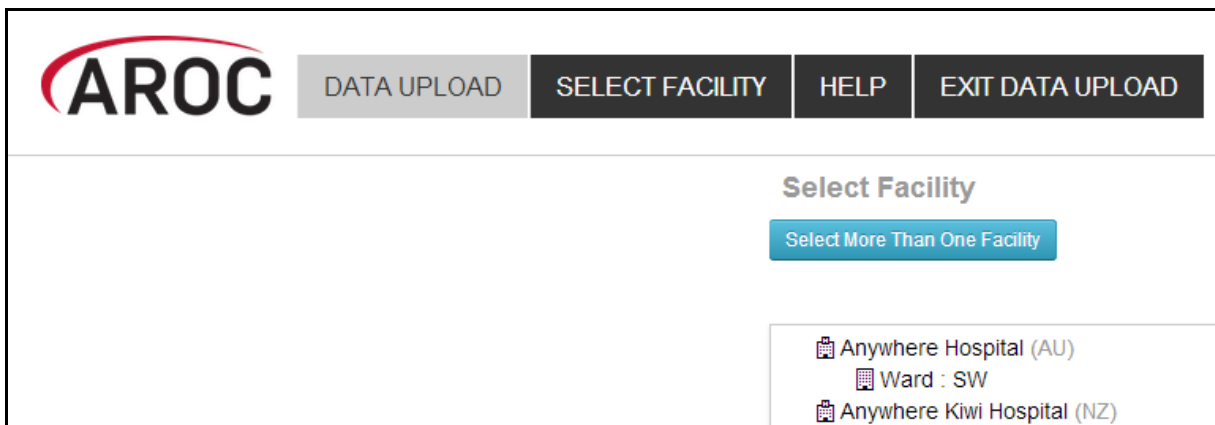 AROC DATA UPLOAD SELECT FACILITY HELP EXIT DATA UPLOAD
Select Facility
Select More Than One Facility
Anywhere Hospital (AU)
Ward : SW
Anywhere Kiwi Hospital (NZ)